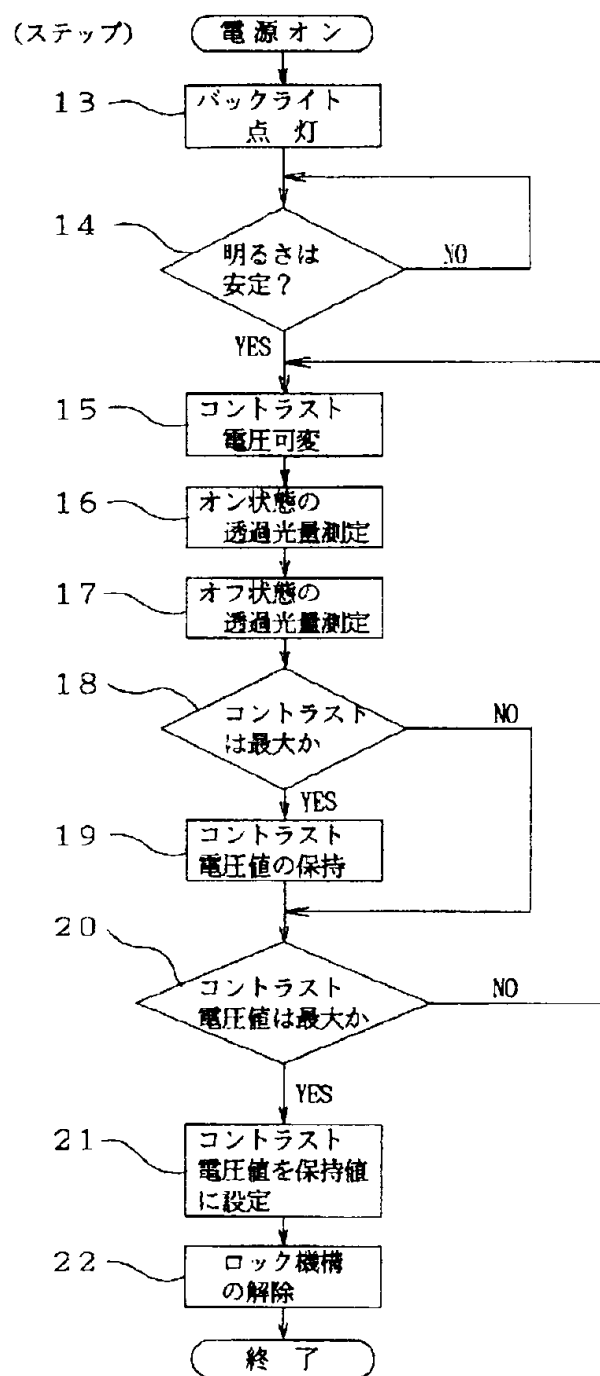 (ステップ)
電源オン
13
バックライト
点 灯
14
明るさは
安定？
NO
YES
15
コントラスト
電圧可変
16
オン状態の
透過光量測定
17
オフ状態の
透過光量測定
18
コントラスト
は最大か
NO
YES
19
コントラスト
電圧値の保持
20
コントラスト
電圧値は最大か
NO
YES
21
コントラスト
電圧値を保持値
に設定
22
ロック機構
の解除
終 了